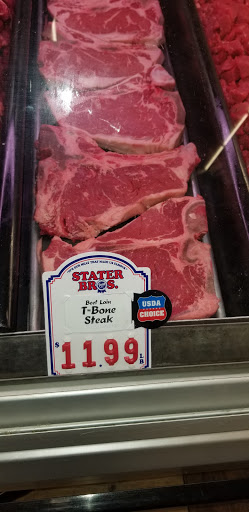 STATER
BROS.
Beef Loin
T-Bone
Steak
USDA
CHOICE
$11.99 LB